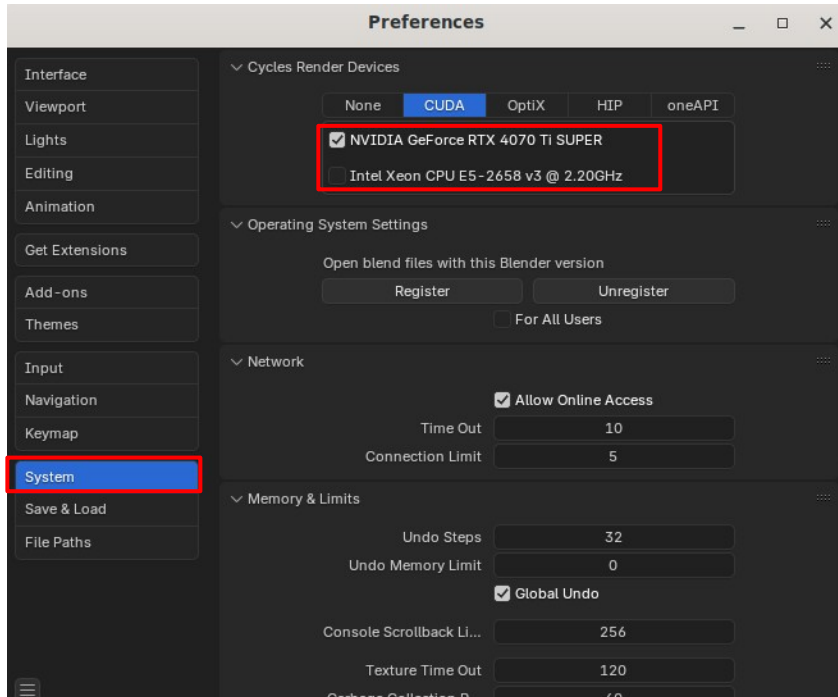 Preferences
Interface
Viewport
Lights
Editing
Animation
Get Extensions
Add-ons
Themes
Input
Navigation
Keymap
System
Save & Load
File Paths
Cycles Render Devices
None CUDA OptiX HIP oneAPI
NVIDIA GeForce RTX 4070 Ti SUPER
Intel Xeon CPU E5-2658 v3 @ 2.20GHz
Operating System Settings
Open blend files with this Blender version
Register Unregister
For All Users
Network
Allow Online Access
Time Out 10
Connection Limit 5
Memory & Limits
Undo Steps 32
Undo Memory Limit 0
Global Undo
Console Scrollback Li... 256
Texture Time Out 120